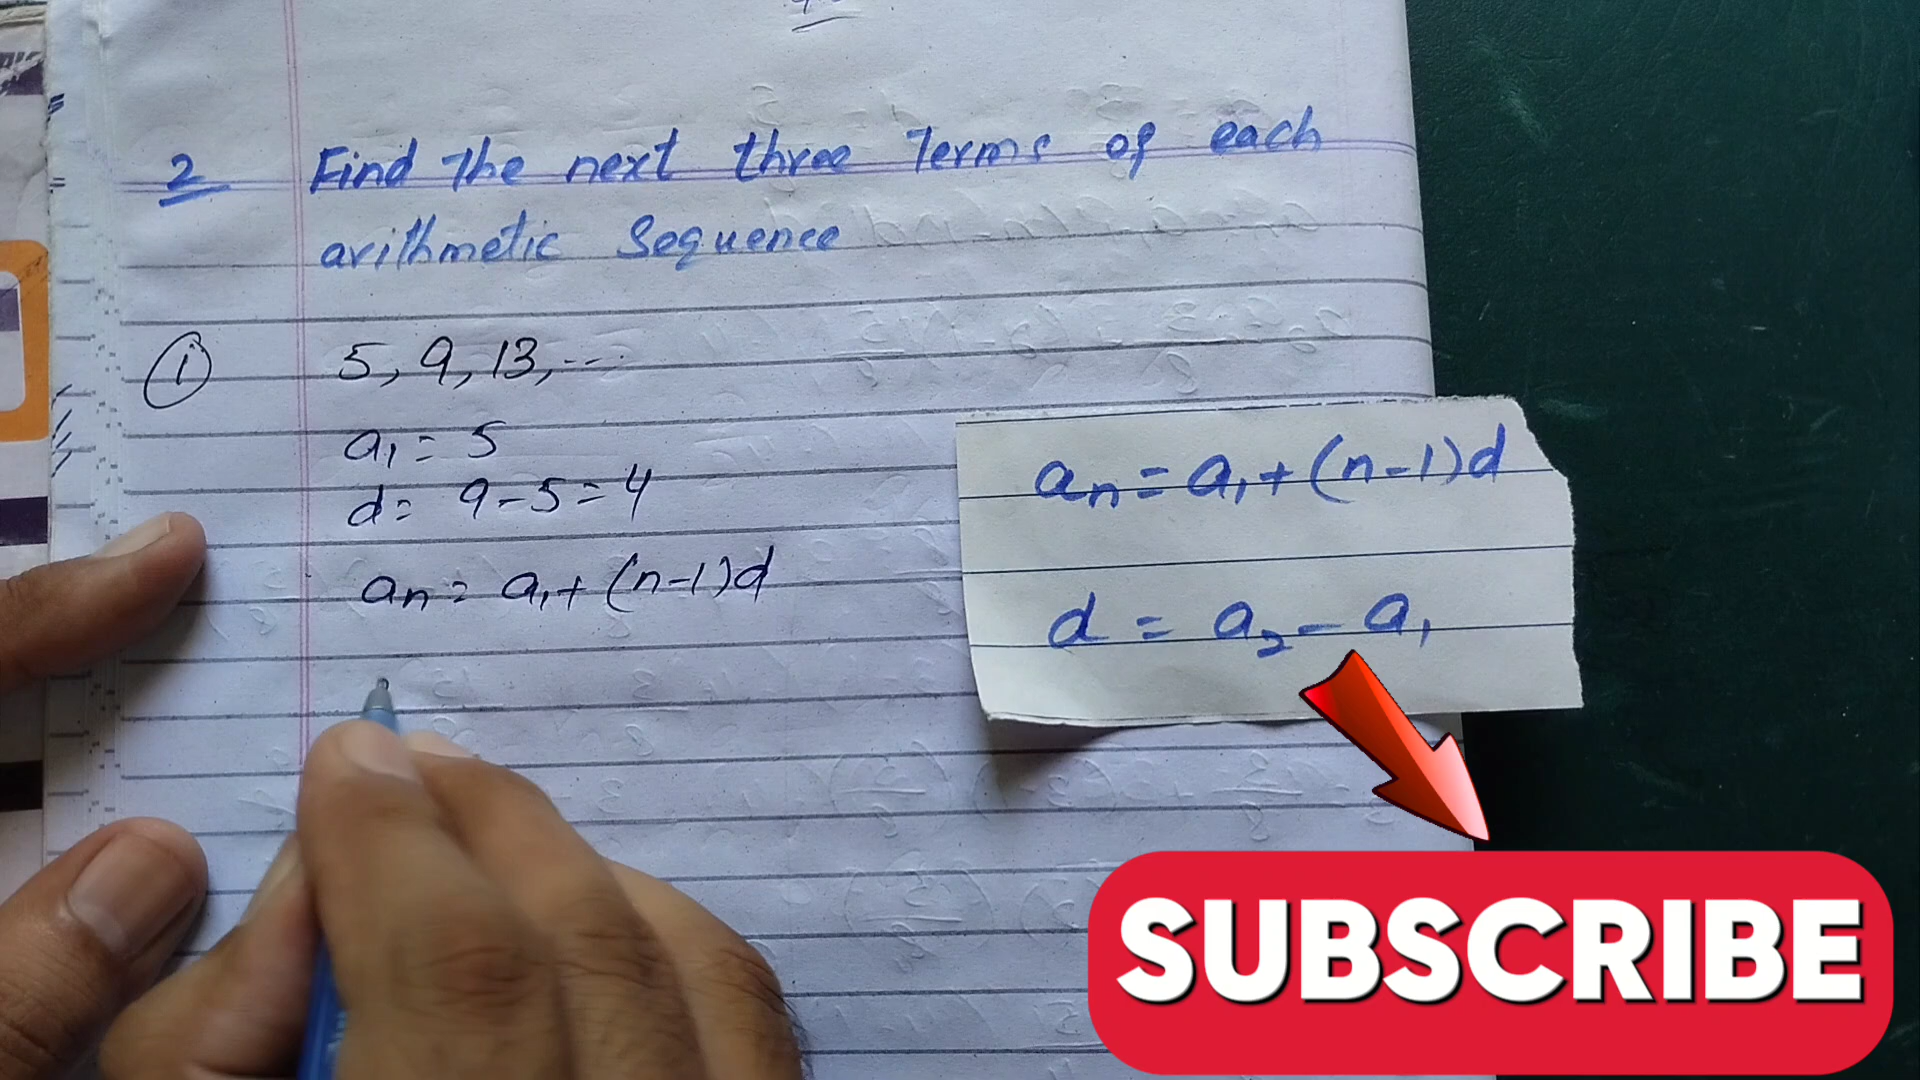 2 Find The next three Terms of each
arithmetic Sequence
① 5, 9, 13, ...
a₁ = 5
d = 9 - 5 = 4
aₙ = a₁ + (n-1)d
aₙ = a₁ + (n-1)d
d = a₂ - a₁
SUBSCRIBE